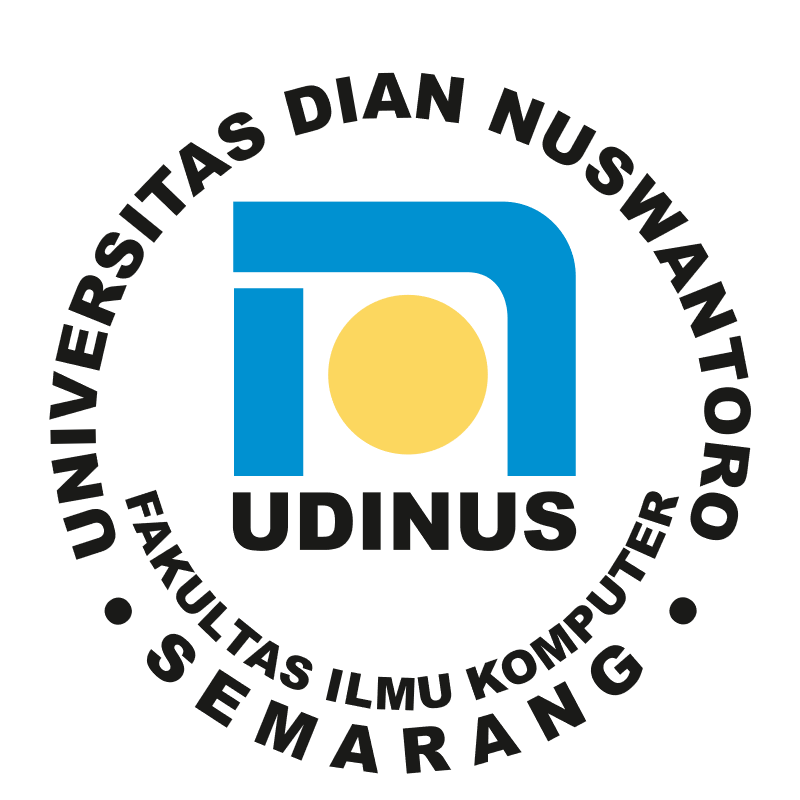 UNIVERSITAS DIAN NUSWANTORO
UDINUS
FAKULTAS ILMU KOMPUTER
• SEMARANG •